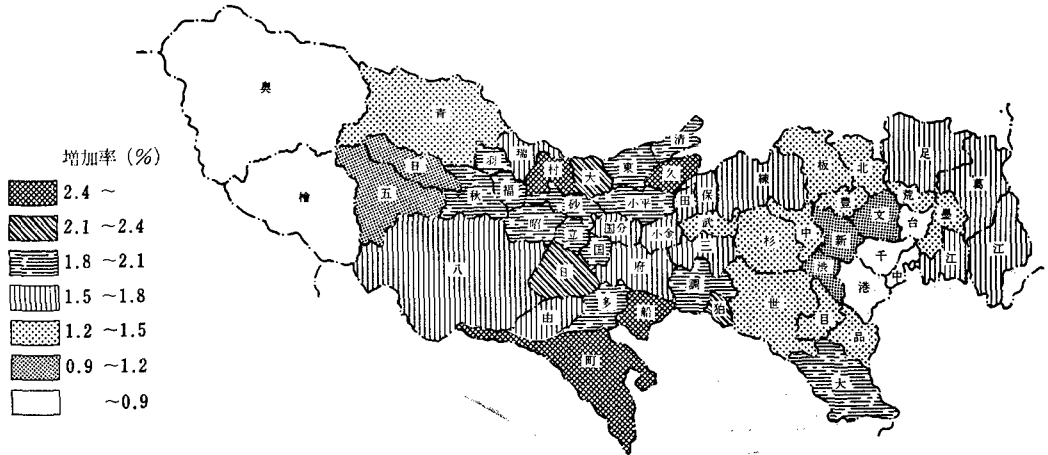 増加率 (%)
2.4 ~
2.1 ~2.4
1.8 ~2.1
1.5 ~1.8
1.2 ~1.5
0.9 ~1.2
~0.9
奥
青
檜
日
五
羽
瑞
秋
福
村
大
東
清
久
昭
砂
小平
田
保
練
立
国
国分
小金
武
三
八
日
府
調
狛
由
多
船
町
杉
中
世
板
北
豊
文
新
渋
目
品
大
港
千
中
台
荒
足
墨
葛
江
江